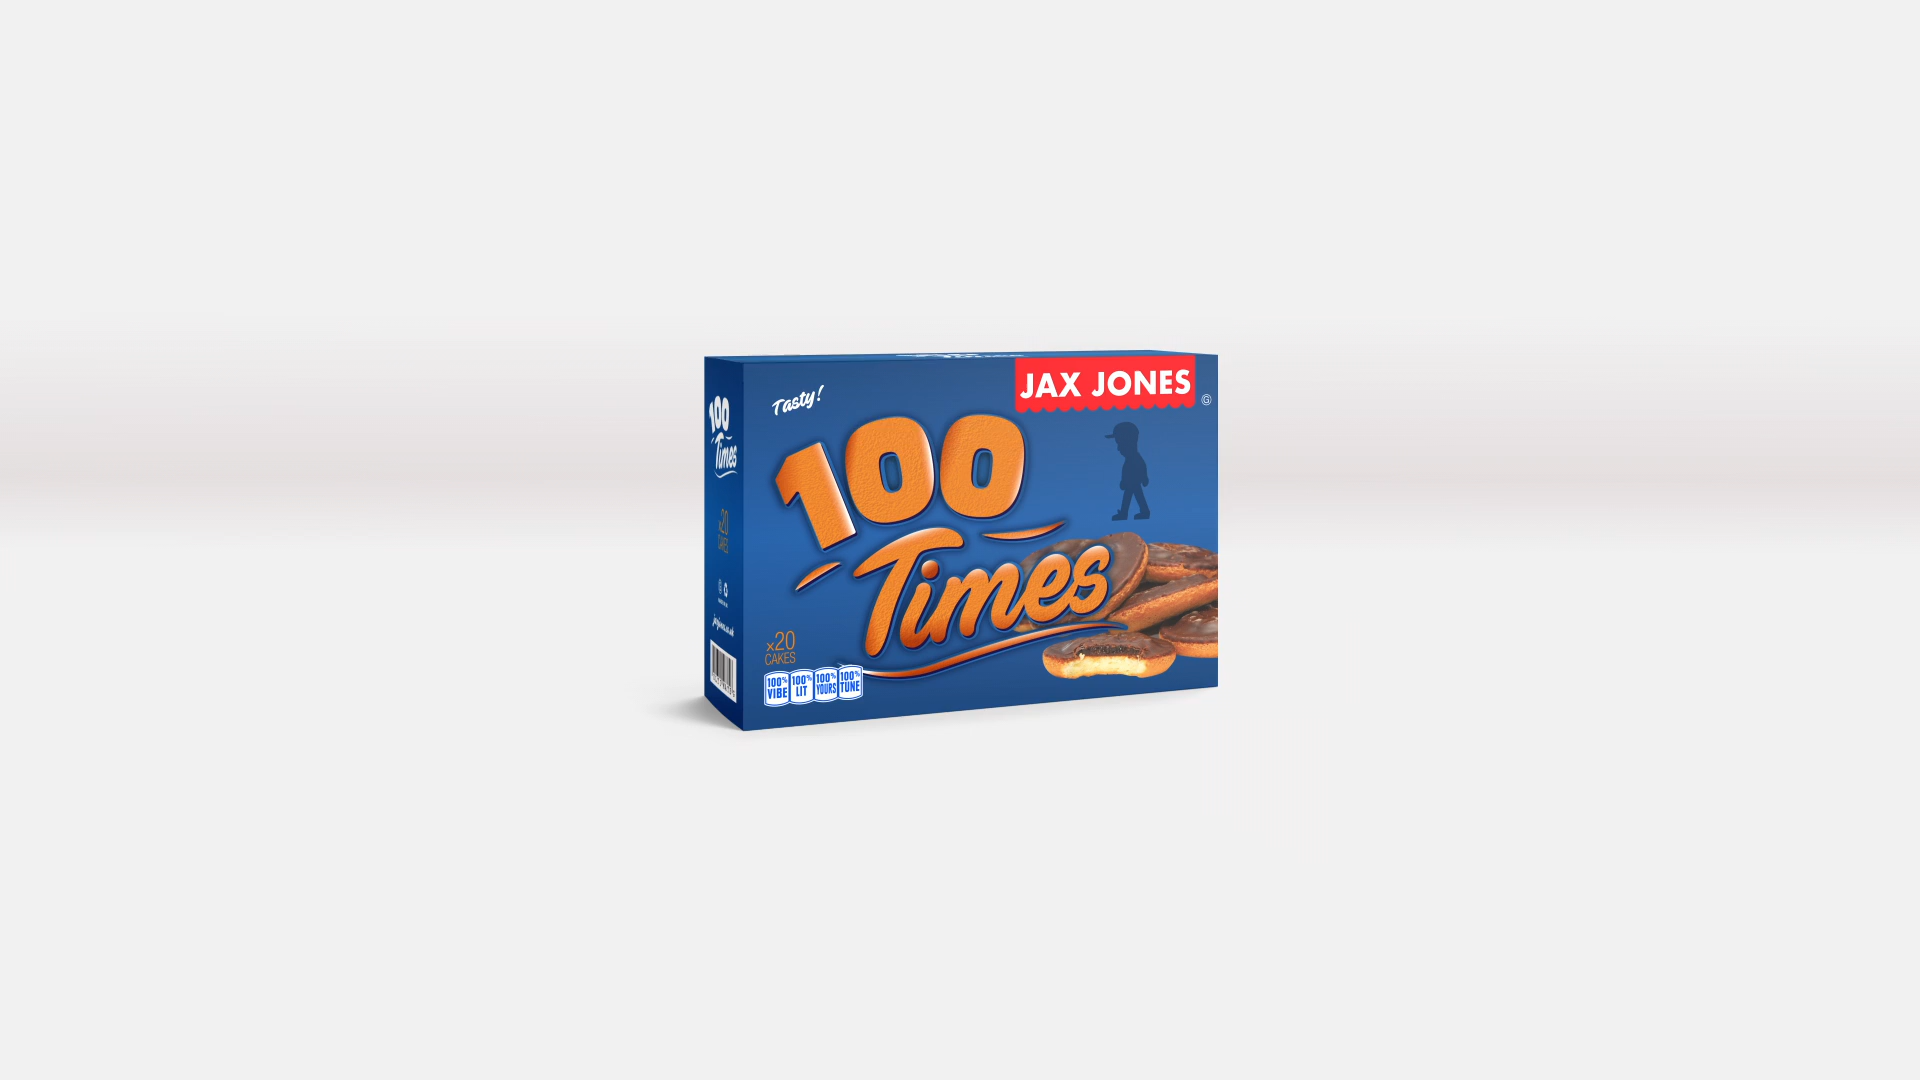 Tasty!
JAX JONES
G
100
Times
x20
CAKES
100% VIBE
100% LIT
100% YOURS
100% TUNE
100
Times
x20
CAKES